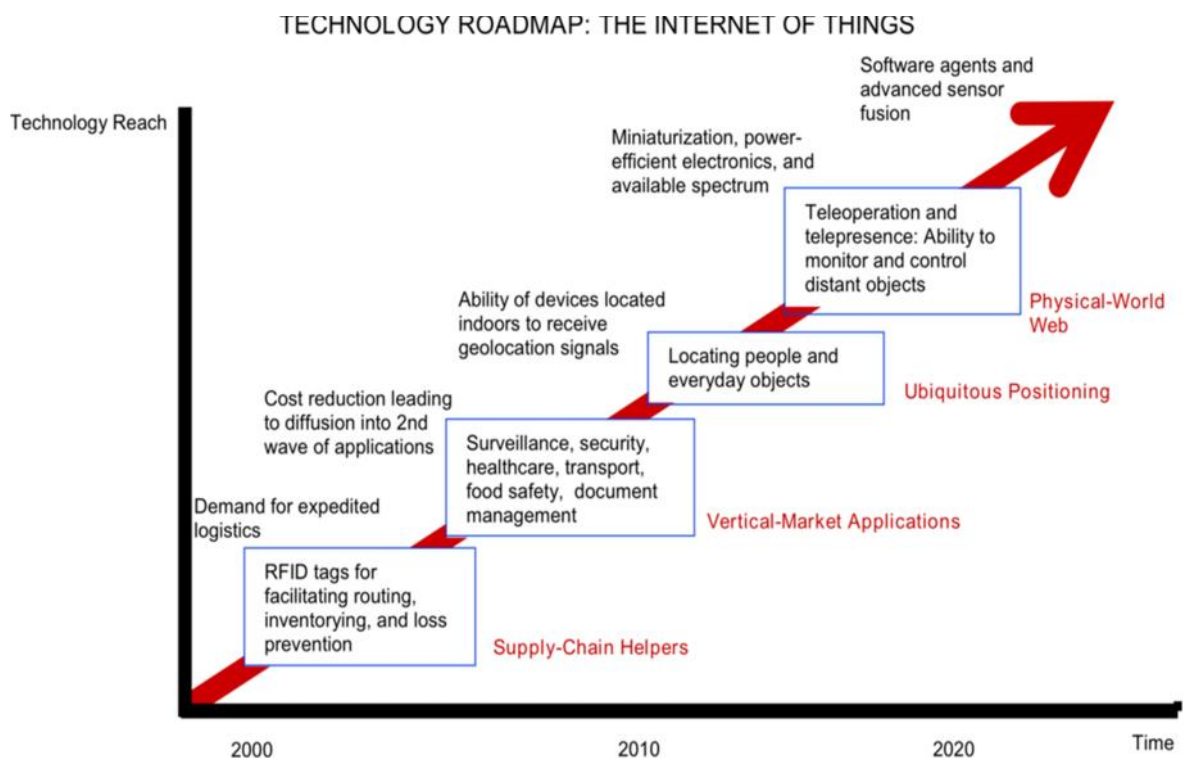 TECHNOLOGY ROADMAP: THE INTERNET OF THINGS
Software agents and
advanced sensor
fusion
Technology Reach
Miniaturization, power-
efficient electronics, and
available spectrum
Teleoperation and
telepresence: Ability to
monitor and control
distant objects
Physical-World
Web
Ability of devices located
indoors to receive
geolocation signals
Locating people and
everyday objects
Ubiquitous Positioning
Cost reduction leading
to diffusion into 2nd
wave of applications
Surveillance, security,
healthcare, transport,
food safety, document
management
Vertical-Market Applications
Demand for expedited
logistics
RFID tags for
facilitating routing,
inventorying, and loss
prevention
Supply-Chain Helpers
2000
2010
2020
Time